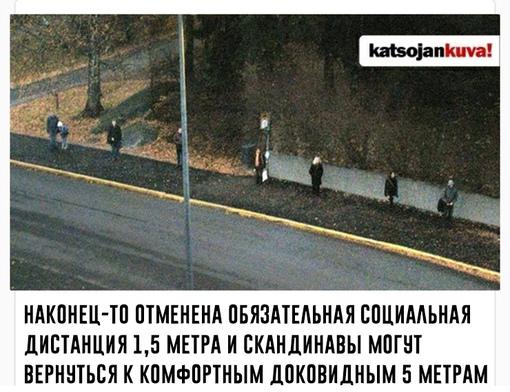 katsojankuva!
НАКОНЕЦ-ТО ОТМЕНЕНА ОБЯЗАТЕЛЬНАЯ СОЦИАЛЬНАЯ
ДИСТАНЦИЯ 1,5 МЕТРА И СКАНДИНАВЫ МОГУТ
ВЕРНУТЬСЯ К КОМФОРТНЫМ ДОКОВИДНЫМ 5 МЕТРАМ